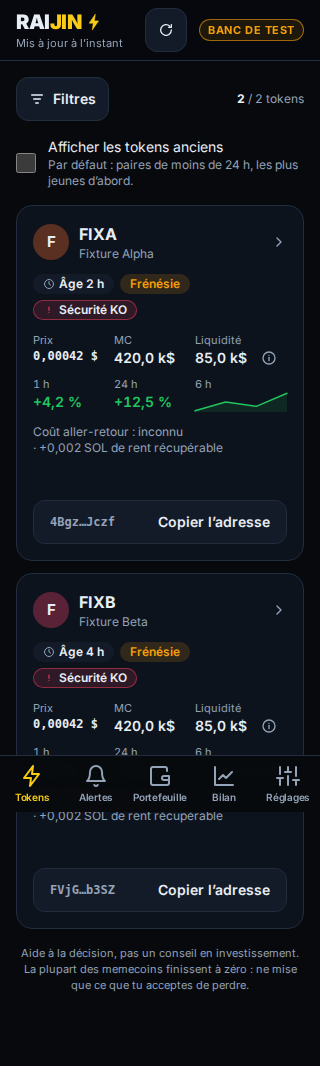 RAIJIN
Mis à jour à l'instant
BANC DE TEST
Filtres
2 / 2 tokens
Afficher les tokens anciens
Par défaut : paires de moins de 24 h, les plus
jeunes d'abord.
F
FIXA
Fixture Alpha
Âge 2 h
Frénésie
! Sécurité KO
Prix
MC
Liquidité
0,00042 $
420,0 k$
85,0 k$
1 h
24 h
6 h
+4,2 %
+12,5 %
Coût aller-retour : inconnu
· +0,002 SOL de rent récupérable
4Bgz…Jczf
Copier l'adresse
F
FIXB
Fixture Beta
Âge 4 h
Frénésie
! Sécurité KO
Prix
MC
Liquidité
0,00042 $
420,0 k$
85,0 k$
1 h
24 h
6 h
Tokens
Alertes
Portefeuille
Bilan
Réglages
· +0,002 SOL de rent récupérable
FVjG…b3SZ
Copier l'adresse
Aide à la décision, pas un conseil en investissement.
La plupart des memecoins finissent à zéro : ne mise
que ce que tu acceptes de perdre.